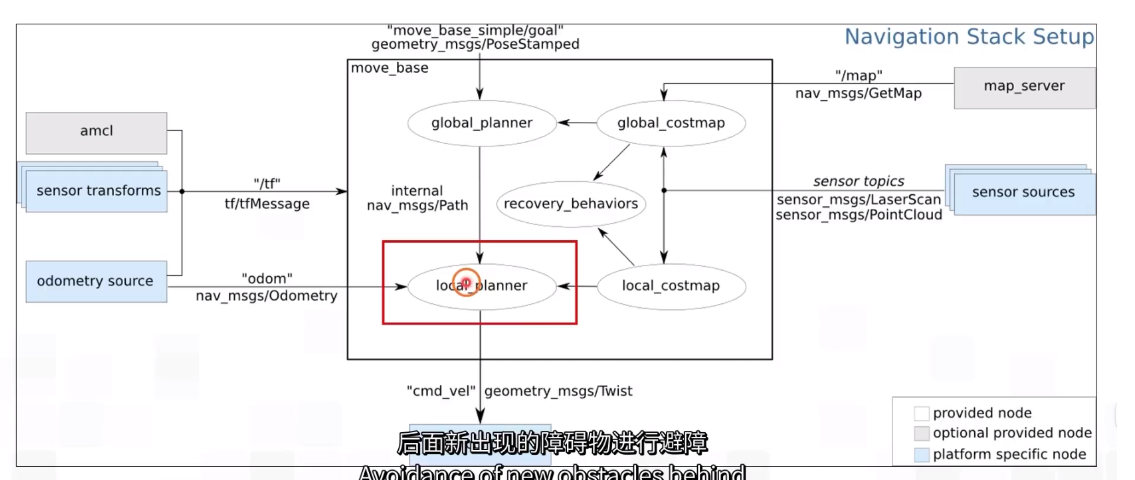 "move_base_simple/goal"
geometry_msgs/PoseStamped
Navigation Stack Setup
move_base
"/map"
nav_msgs/GetMap
map_server
amcl
global_planner
global_costmap
sensor transforms
"/tf"
tf/tfMessage
internal
nav_msgs/Path
recovery_behaviors
sensor topics
sensor_msgs/LaserScan
sensor_msgs/PointCloud
sensor sources
odometry source
"odom"
nav_msgs/Odometry
local_planner
local_costmap
"cmd_vel"
geometry_msgs/Twist
provided node
optional provided node
platform specific node
后面新出现的障碍物进行避障
Avoidance of new obstacles behind